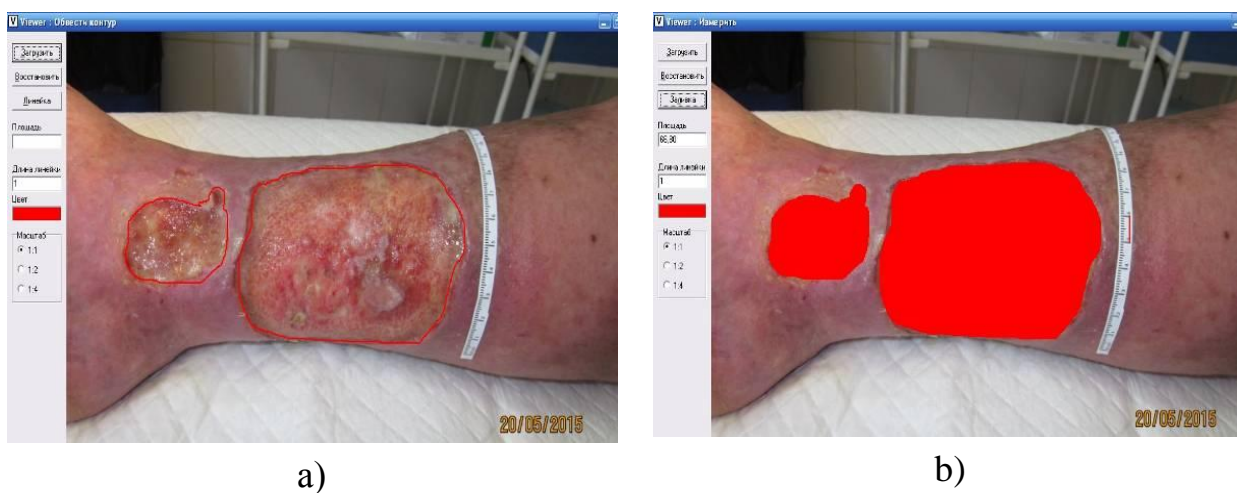 Viewer : Обвести контур
Загрузить
Восстановить
Линейка
Площадь
Длина линейки
1
Цвет
Масштаб
1:1
1:2
1:4
20/05/2015
a)
Viewer : Измерить
Загрузить
Восстановить
Заливка
Площадь
66,80
Длина линейки
1
Цвет
Масштаб
1:1
1:2
1:4
20/05/2015
b)